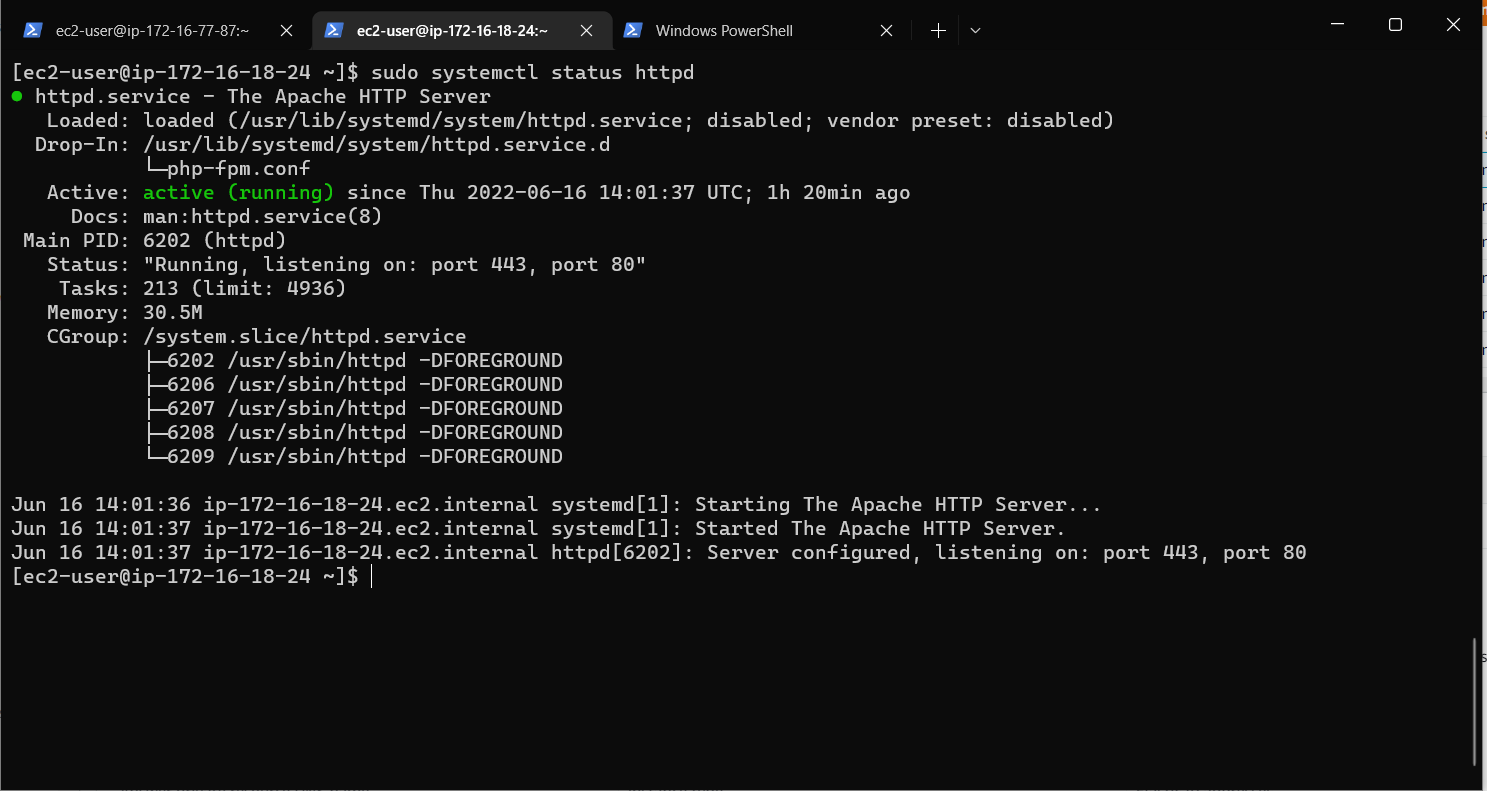 ec2-user@ip-172-16-77-87:~ ec2-user@ip-172-16-18-24:~ Windows PowerShell
[ec2-user@ip-172-16-18-24 ~]$ sudo systemctl status httpd
● httpd.service - The Apache HTTP Server
   Loaded: loaded (/usr/lib/systemd/system/httpd.service; disabled; vendor preset: disabled)
  Drop-In: /usr/lib/systemd/system/httpd.service.d
           └─php-fpm.conf
   Active: active (running) since Thu 2022-06-16 14:01:37 UTC; 1h 20min ago
     Docs: man:httpd.service(8)
 Main PID: 6202 (httpd)
   Status: "Running, listening on: port 443, port 80"
    Tasks: 213 (limit: 4936)
   Memory: 30.5M
   CGroup: /system.slice/httpd.service
           ├─6202 /usr/sbin/httpd -DFOREGROUND
           ├─6206 /usr/sbin/httpd -DFOREGROUND
           ├─6207 /usr/sbin/httpd -DFOREGROUND
           ├─6208 /usr/sbin/httpd -DFOREGROUND
           └─6209 /usr/sbin/httpd -DFOREGROUND
Jun 16 14:01:36 ip-172-16-18-24.ec2.internal systemd[1]: Starting The Apache HTTP Server...
Jun 16 14:01:37 ip-172-16-18-24.ec2.internal systemd[1]: Started The Apache HTTP Server.
Jun 16 14:01:37 ip-172-16-18-24.ec2.internal httpd[6202]: Server configured, listening on: port 443, port 80
[ec2-user@ip-172-16-18-24 ~]$